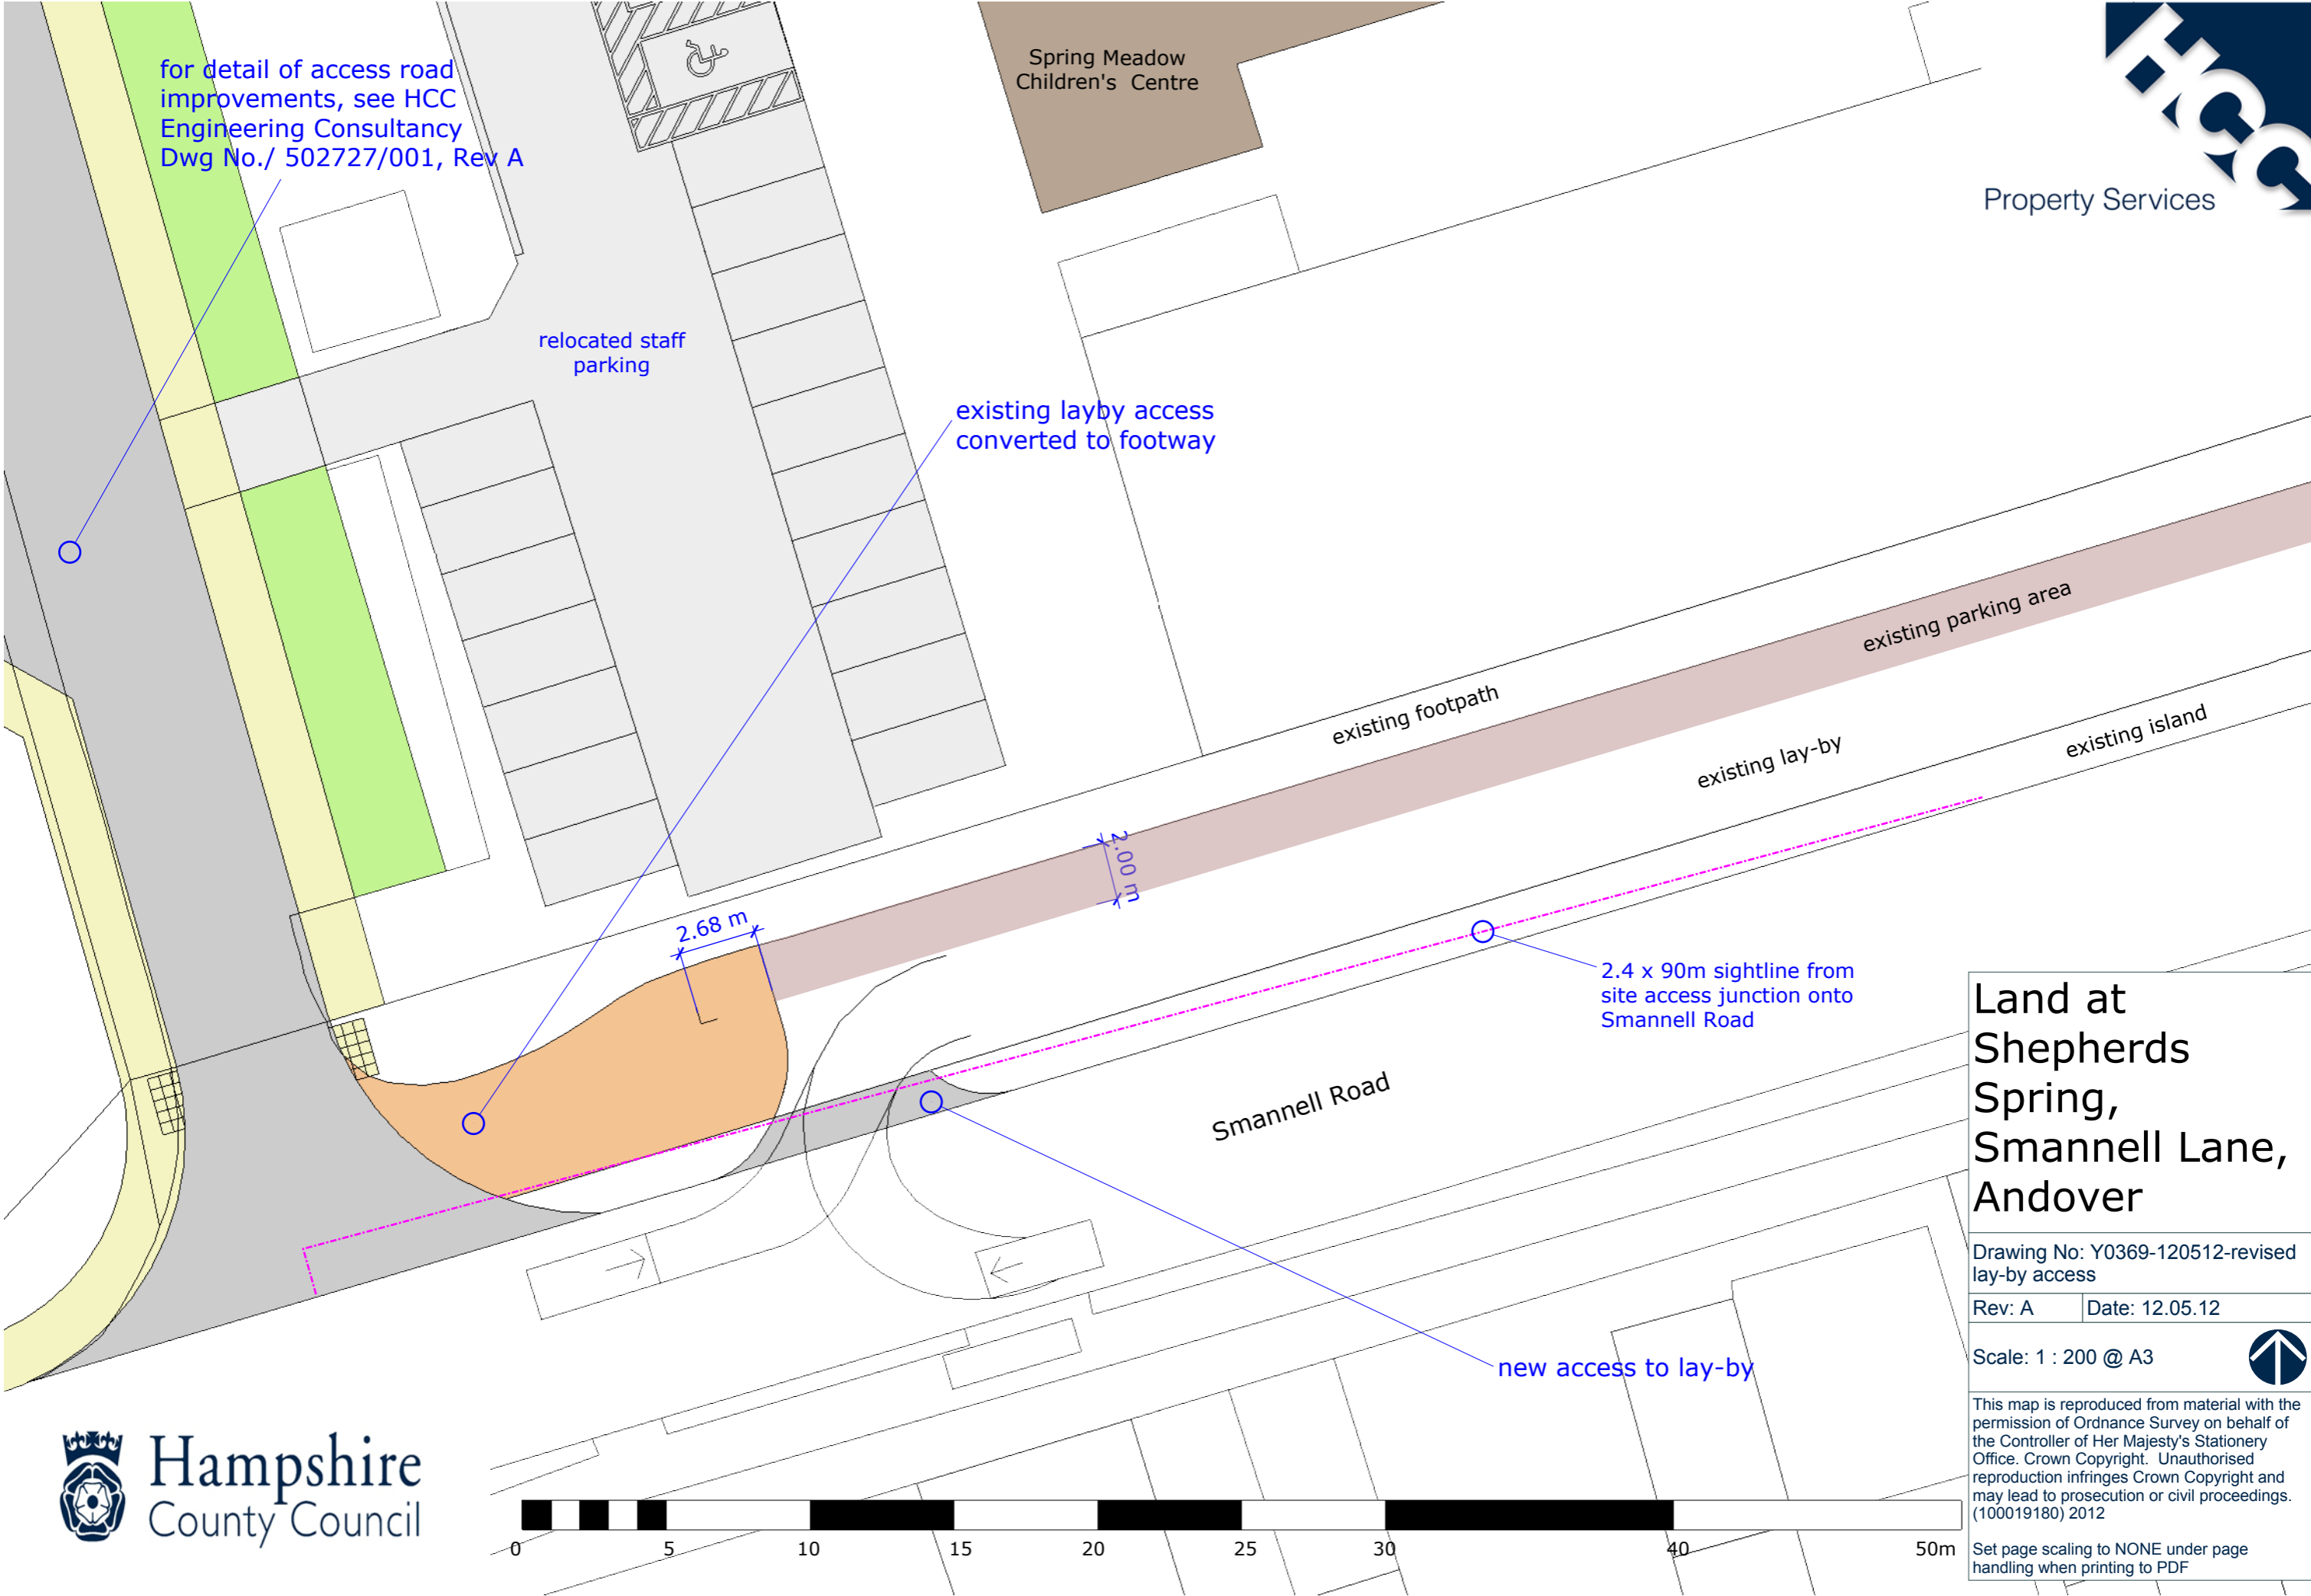 for detail of access road
improvements, see HCC
Engineering Consultancy
Dwg No./ 502727/001, Rev A
Spring Meadow
Children's Centre
HCC
Property Services
relocated staff
parking
existing layby access
converted to footway
existing parking area
existing footpath
existing lay-by
existing island
2.00 m
2.68 m
2.4 x 90m sightline from
site access junction onto
Smannell Road
Smannell Road
new access to lay-by
Land at
Shepherds
Spring,
Smannell Lane,
Andover
Drawing No: Y0369-120512-revised
lay-by access
Rev: A
Date: 12.05.12
Scale: 1 : 200 @ A3
This map is reproduced from material with the
permission of Ordnance Survey on behalf of
the Controller of Her Majesty's Stationery
Office. Crown Copyright. Unauthorised
reproduction infringes Crown Copyright and
may lead to prosecution or civil proceedings.
(100019180) 2012
Set page scaling to NONE under page
handling when printing to PDF
Hampshire
County Council
0 5 10 15 20 25 30 40 50m